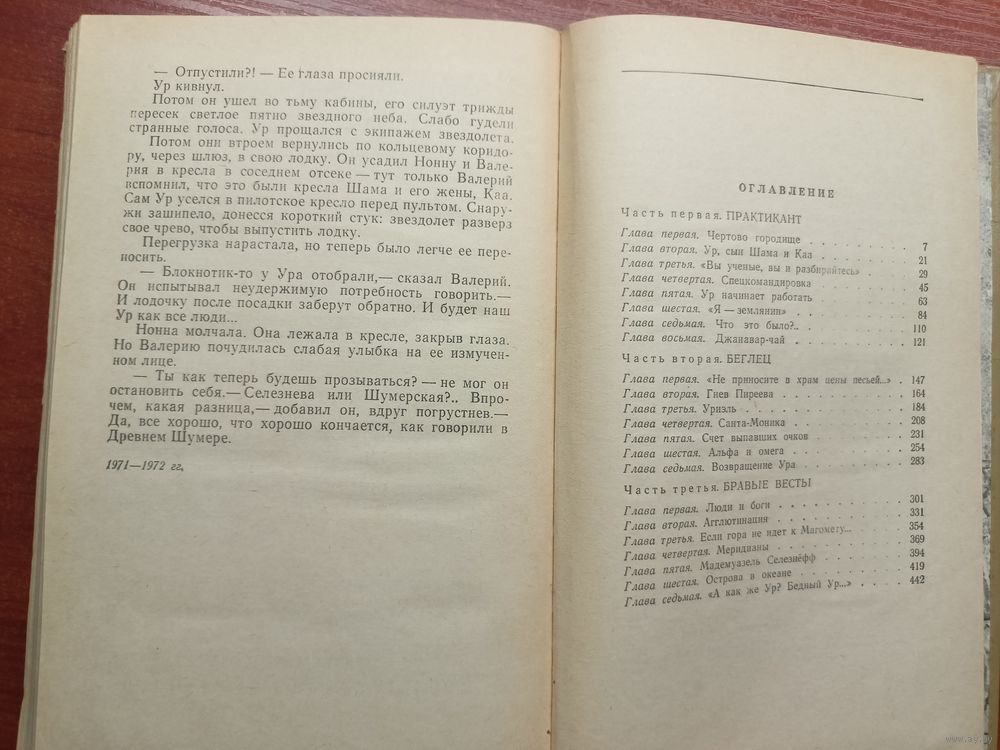 — Отпустили?! — Ее глаза просияли.
Ур кивнул.
Потом он ушел во тьму кабины, его силуэт трижды
пересек светлое пятно звездного неба. Слабо гудели
странные голоса. Ур прощался с экипажем звездолета.
Потом они втроем вернулись по кольцевому коридо-
ру, через шлюз, в свою лодку. Он усадил Нонну и Вале-
рия в кресла в соседнем отсеке — тут только Валерий
вспомнил, что это были кресла Шама и его жены, Каа.
Сам Ур уселся в пилотское кресло перед пультом. Снару-
жи зашипело, донесся короткий стук: звездолет разверз
свое чрево, чтобы выпустить лодку.
Перегрузка нарастала, но теперь было легче ее пере-
носить.
— Блокнотик-то у Ура отобрали,— сказал Валерий.
Он испытывал неудержимую потребность говорить.—
И лодочку после посадки заберут обратно. И будет наш
Ур как все люди...
Нонна молчала. Она лежала в кресле, закрыв глаза.
Но Валерию почудилась слабая улыбка на ее измучен-
ном лице.
— Ты как теперь будешь прозываться? — не мог он
остановить себя.— Селезнева или Шумерская?.. Впро-
чем, какая разница,— добавил он, вдруг погрустнев.—
Да, все хорошо, что хорошо кончается, как говорили в
Древнем Шумере.
1971—1972 гг.
ОГЛАВЛЕНИЕ
Часть первая. ПРАКТИКАНТ
Глава первая. Чертово городище . . . . . . . . 7
Глава вторая. Ур, сын Шама и Каа . . . . . . . 21
Глава третья. «Вы ученые, вы и разбирайтесь» . 29
Глава четвертая. Спецкомандировка . . . . . . 45
Глава пятая. Ур начинает работать . . . . . . 63
Глава шестая. «Я — землянин» . . . . . . . . 84
Глава седьмая. Что это было?.. . . . . . . . 110
Глава восьмая. Джанавар-чай . . . . . . . . 121
Часть вторая. БЕГЛЕЦ
Глава первая. «Не приносите в храм цены песьей...» . 147
Глава вторая. Гнев Пиреева . . . . . . . . . 164
Глава третья. Уриэль . . . . . . . . . . . 184
Глава четвертая. Санта-Моника . . . . . . . 208
Глава пятая. Счет выпавших очков . . . . . . 231
Глава шестая. Альфа и омега . . . . . . . . 254
Глава седьмая. Возвращение Ура . . . . . . . 283
Часть третья. БРАВЫЕ ВЕСТЫ
Глава первая. Люди и боги . . . . . . . . . 301
Глава вторая. Агглютинация . . . . . . . . . 331
Глава третья. Если гора не идет к Магомету... . . . 354
Глава четвертая. Меридианы . . . . . . . . . 369
Глава пятая. Мадемуазель Селезнёфф . . . . . 394
Глава шестая. Острова в океане . . . . . . . 419
Глава седьмая. «А как же Ур? Бедный Ур...» . . . . 442